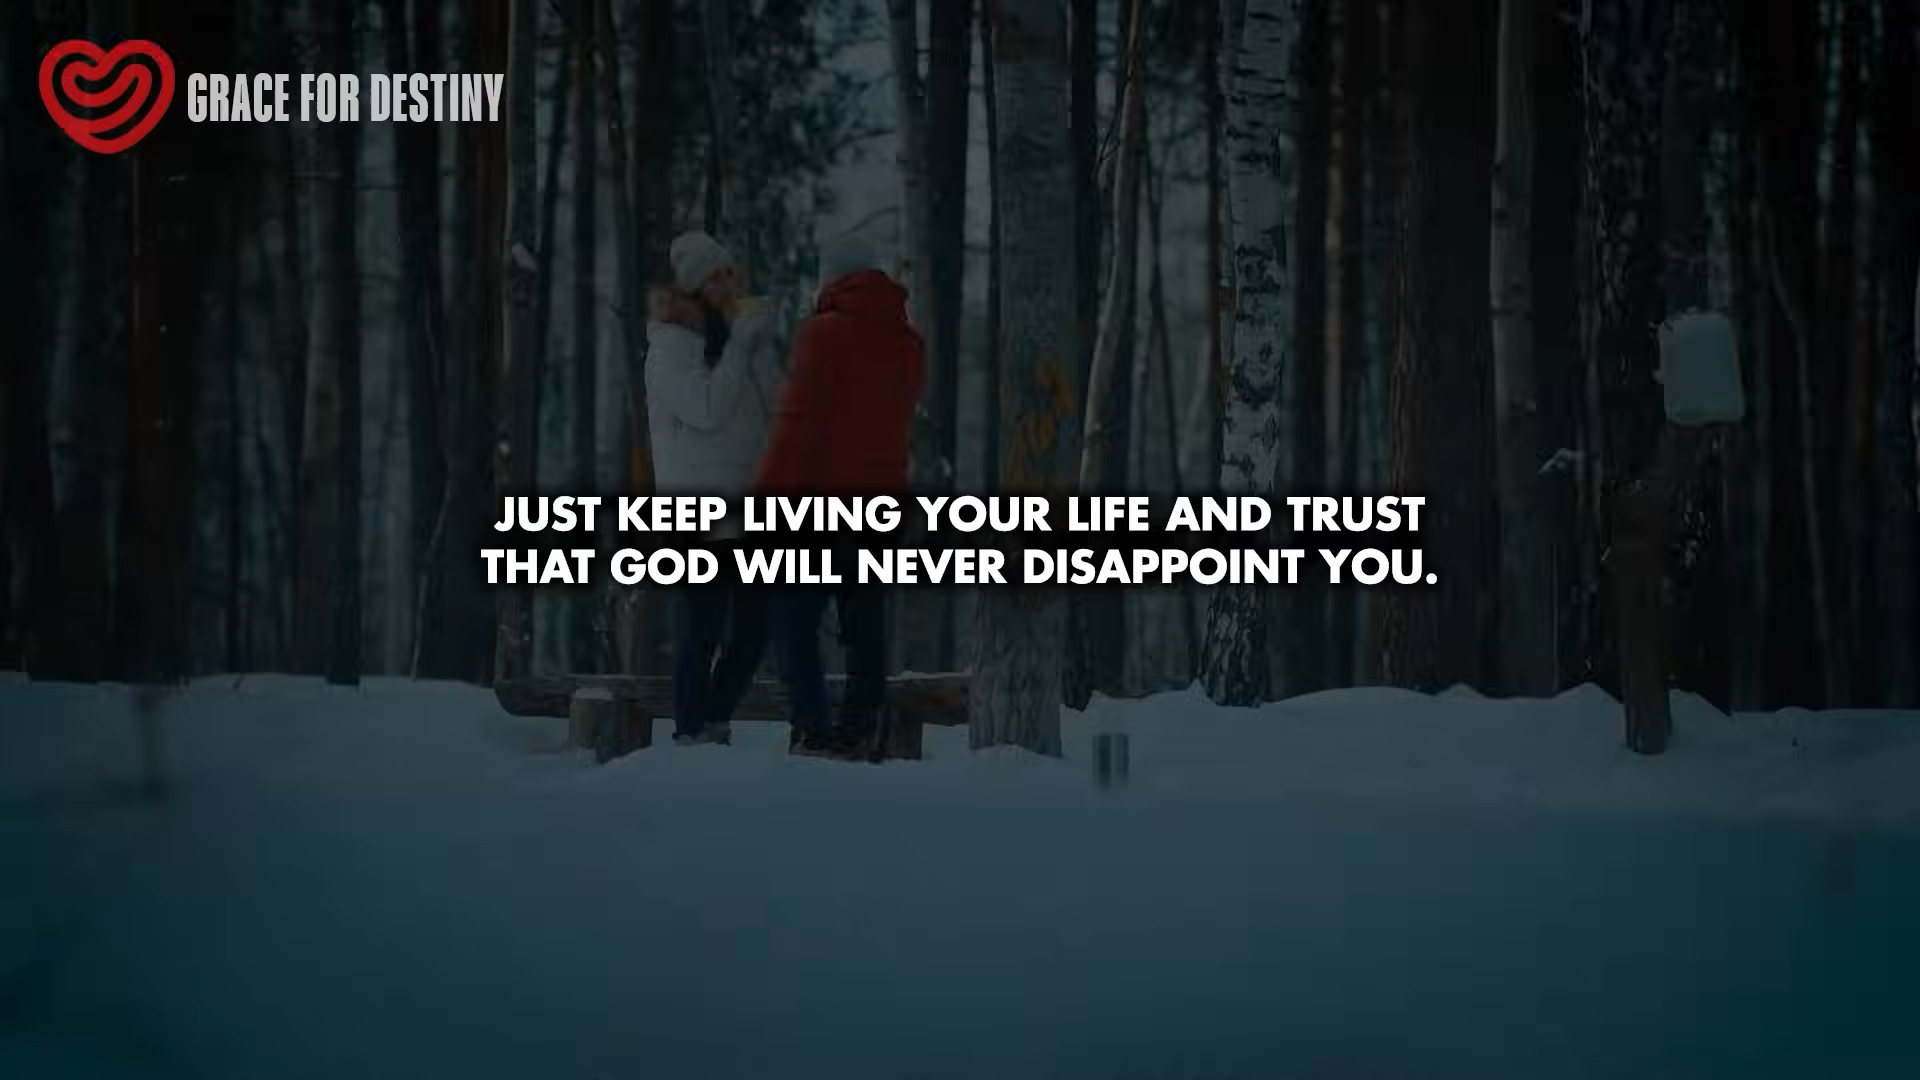 GRACE FOR DESTINY
JUST KEEP LIVING YOUR LIFE AND TRUST
THAT GOD WILL NEVER DISAPPOINT YOU.